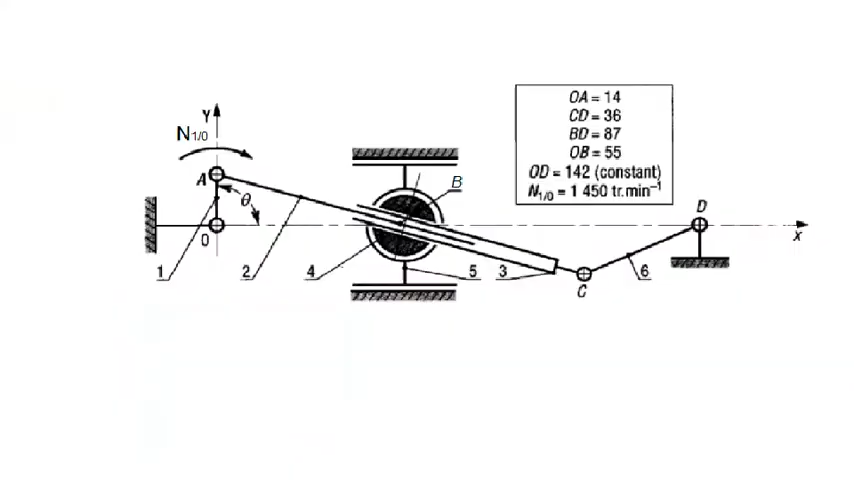 Y
N1/0
A
θ
B
OA = 14
CD = 36
BD = 87
OB = 55
OD = 142 (constant)
N1/0 = 1 450 tr.min⁻¹
O
D
x
1
2
4
5
3
C
6